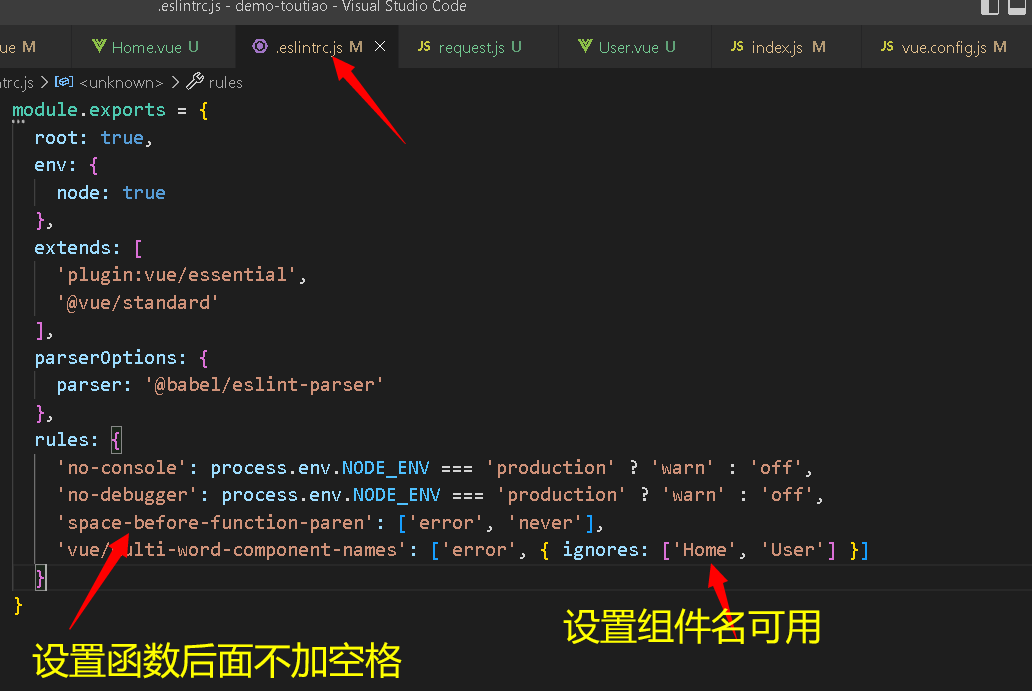 .eslintrc.js - demo-toutiao - Visual Studio Code
ue M Home.vue U .eslintrc.js M × JS request.js U User.vue U JS index.js M JS vue.config.js M
trc.js > <unknown> > rules
module.exports = {
root: true,
env: {
node: true
},
extends: [
'plugin:vue/essential',
'@vue/standard'
],
parserOptions: {
parser: '@babel/eslint-parser'
},
rules: {
'no-console': process.env.NODE_ENV === 'production' ? 'warn' : 'off',
'no-debugger': process.env.NODE_ENV === 'production' ? 'warn' : 'off',
'space-before-function-paren': ['error', 'never'],
'vue/multi-word-component-names': ['error', { ignores: ['Home', 'User'] }]
}
}
设置组件名可用
设置函数后面不加空格